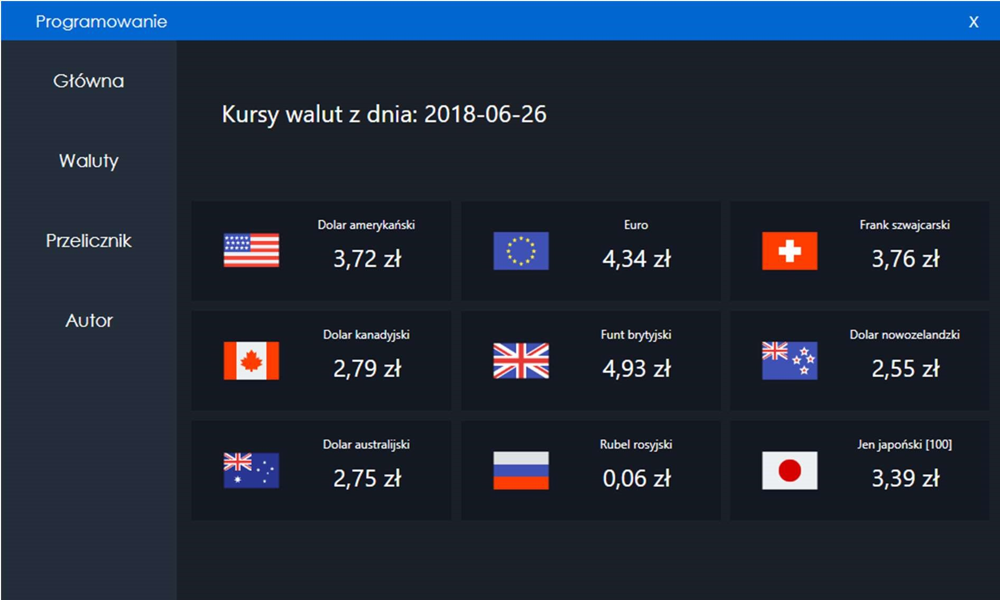 Programowanie
X
Główna
Waluty
Przelicznik
Autor
Kursy walut z dnia: 2018-06-26
Dolar amerykański
3,72 zł
Euro
4,34 zł
Frank szwajcarski
3,76 zł
Dolar kanadyjski
2,79 zł
Funt brytyjski
4,93 zł
Dolar nowozelandzki
2,55 zł
Dolar australijski
2,75 zł
Rubel rosyjski
0,06 zł
Jen japoński [100]
3,39 zł